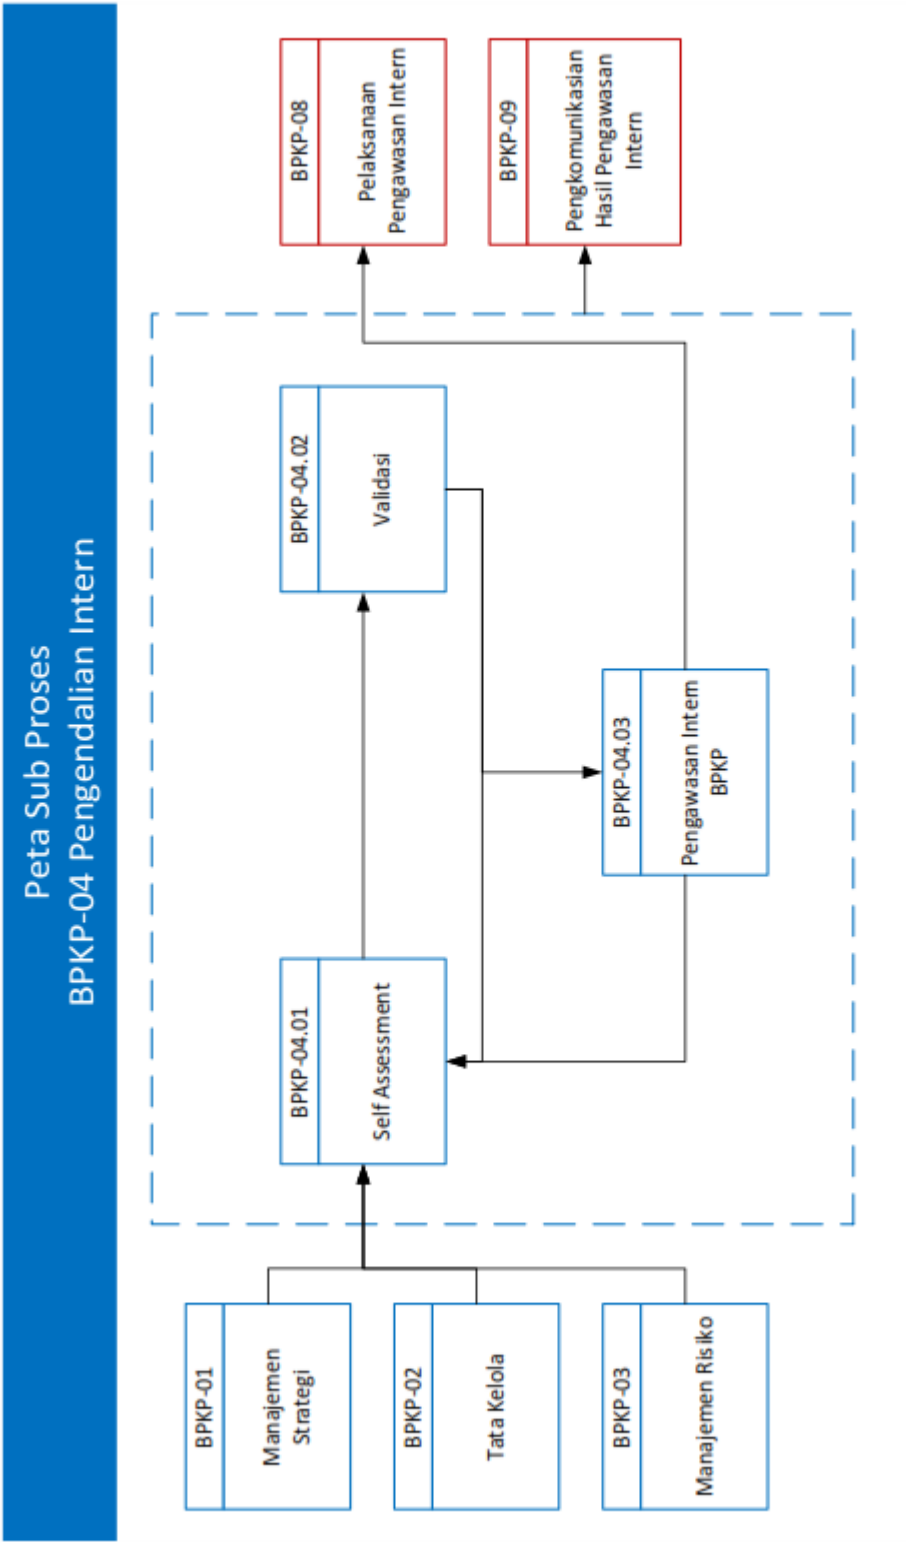 Peta Sub Proses
BPKP-04 Pengendalian Intern
BPKP-01
Manajemen
Strategi
BPKP-02
Tata Kelola
BPKP-03
Manajemen Risiko
BPKP-04.01
Self Assessment
BPKP-04.02
Validasi
BPKP-04.03
Pengawasan Intern
BPKP
BPKP-08
Pelaksanaan
Pengawasan Intern
BPKP-09
Pengkomunikasian
Hasil Pengawasan
Intern